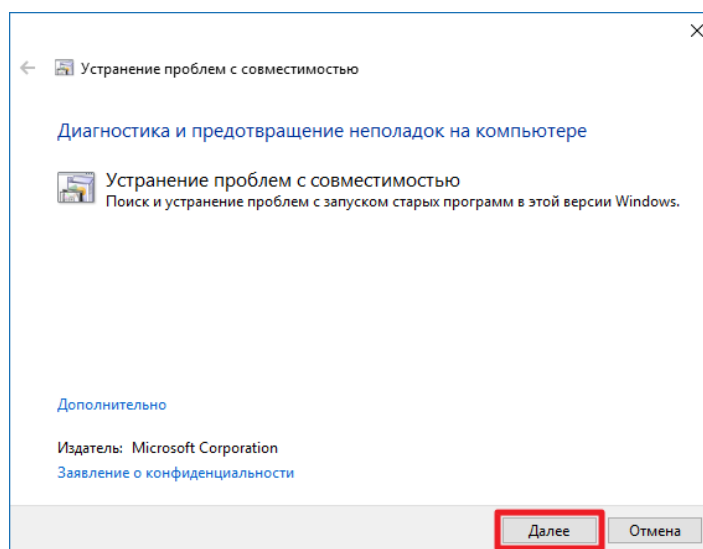 Устранение проблем с совместимостью
Диагностика и предотвращение неполадок на компьютере
Устранение проблем с совместимостью
Поиск и устранение проблем с запуском старых программ в этой версии Windows.
Дополнительно
Издатель: Microsoft Corporation
Заявление о конфиденциальности
Далее Отмена